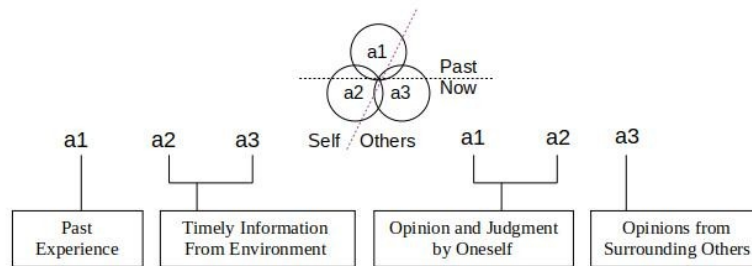 a1
Past
a2 a3
Now
Self Others
a1 a2 a3 a1 a2 a3
Past
Experience
Timely Information
From Environment
Opinion and Judgment
by Oneself
Opinions from
Surrounding Others